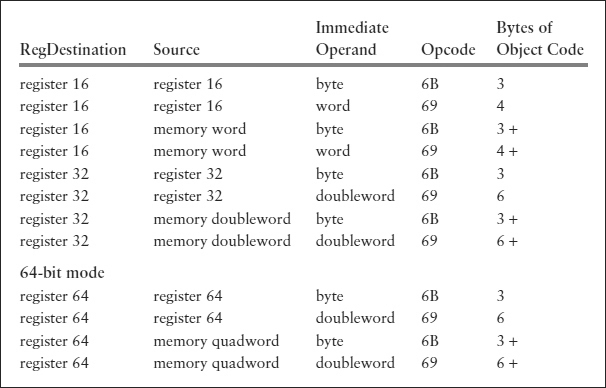 Immediate Bytes of
RegDestination Source Operand Opcode Object Code
register 16 register 16 byte 6B 3
register 16 register 16 word 69 4
register 16 memory word byte 6B 3 +
register 16 memory word word 69 4 +
register 32 register 32 byte 6B 3
register 32 register 32 doubleword 69 6
register 32 memory doubleword byte 6B 3 +
register 32 memory doubleword doubleword 69 6 +
64-bit mode
register 64 register 64 byte 6B 3
register 64 register 64 doubleword 69 6
register 64 memory quadword byte 6B 3 +
register 64 memory quadword doubleword 69 6 +